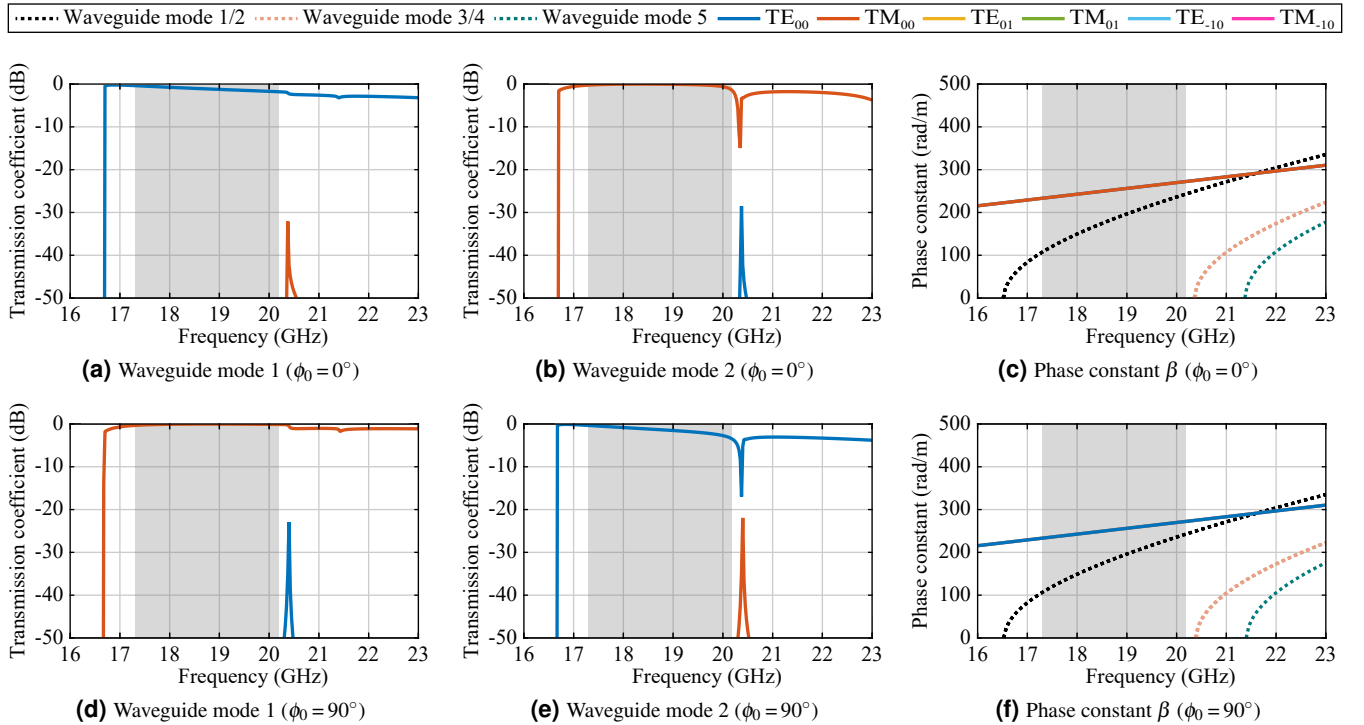 Waveguide mode 1/2 Waveguide mode 3/4 Waveguide mode 5 TE₀₀ TM₀₀ TE₀₁ TM₀₁ TE₋₁₀ TM₋₁₀
Transmission coefficient (dB)
0
-10
-20
-30
-40
-50
16 17 18 19 20 21 22 23
Frequency (GHz)
(a) Waveguide mode 1 (ϕ₀ = 0°)
Transmission coefficient (dB)
0
-10
-20
-30
-40
-50
16 17 18 19 20 21 22 23
Frequency (GHz)
(b) Waveguide mode 2 (ϕ₀ = 0°)
Phase constant (rad/m)
500
400
300
200
100
0
16 17 18 19 20 21 22 23
Frequency (GHz)
(c) Phase constant β (ϕ₀ = 0°)
Transmission coefficient (dB)
0
-10
-20
-30
-40
-50
16 17 18 19 20 21 22 23
Frequency (GHz)
(d) Waveguide mode 1 (ϕ₀ = 90°)
Transmission coefficient (dB)
0
-10
-20
-30
-40
-50
16 17 18 19 20 21 22 23
Frequency (GHz)
(e) Waveguide mode 2 (ϕ₀ = 90°)
Phase constant (rad/m)
500
400
300
200
100
0
16 17 18 19 20 21 22 23
Frequency (GHz)
(f) Phase constant β (ϕ₀ = 90°)